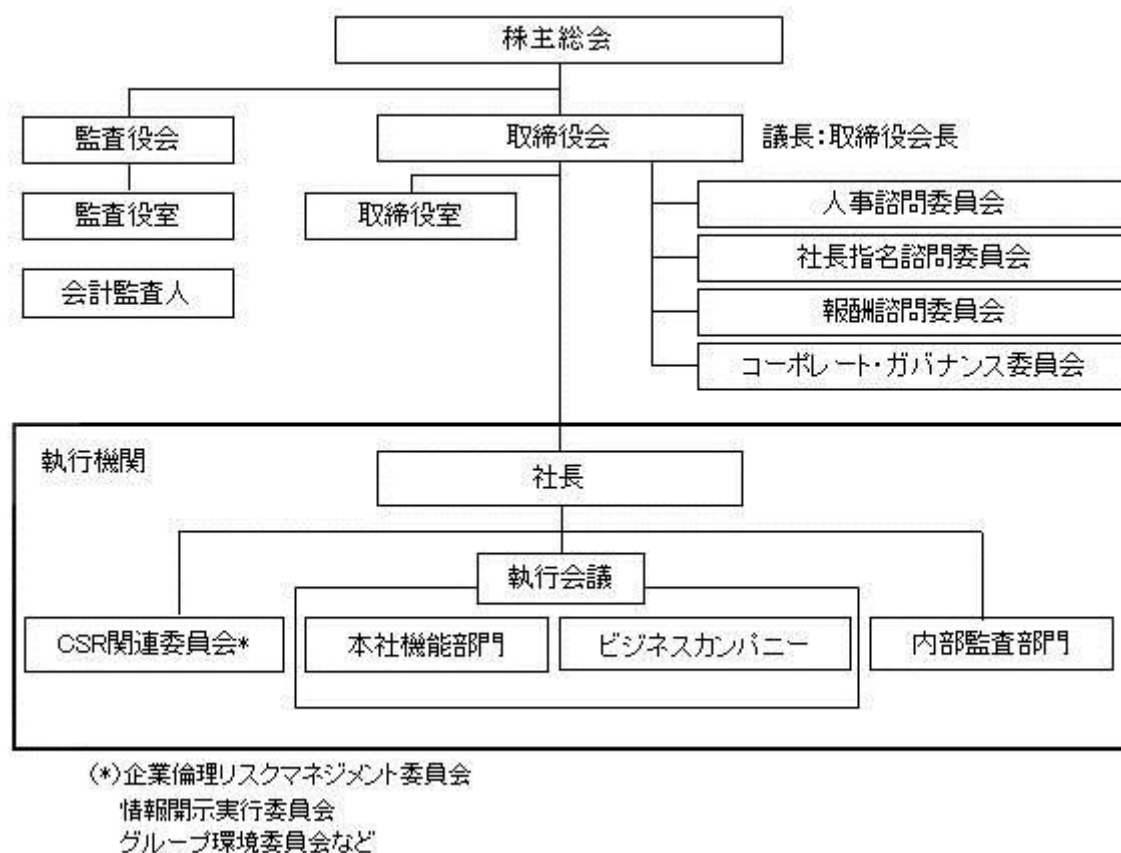 株主総会
監査役会
取締役会
議長:取締役会長
監査役室
取締役室
人事諮問委員会
社長指名諮問委員会
会計監査人
報酬諮問委員会
コーポレート・ガバナンス委員会
執行機関
社長
執行会議
CSR関連委員会*
本社機能部門
ビジネスカンパニー
内部監査部門
(*)企業倫理リスクマネジメント委員会
情報開示実行委員会
グループ環境委員会など